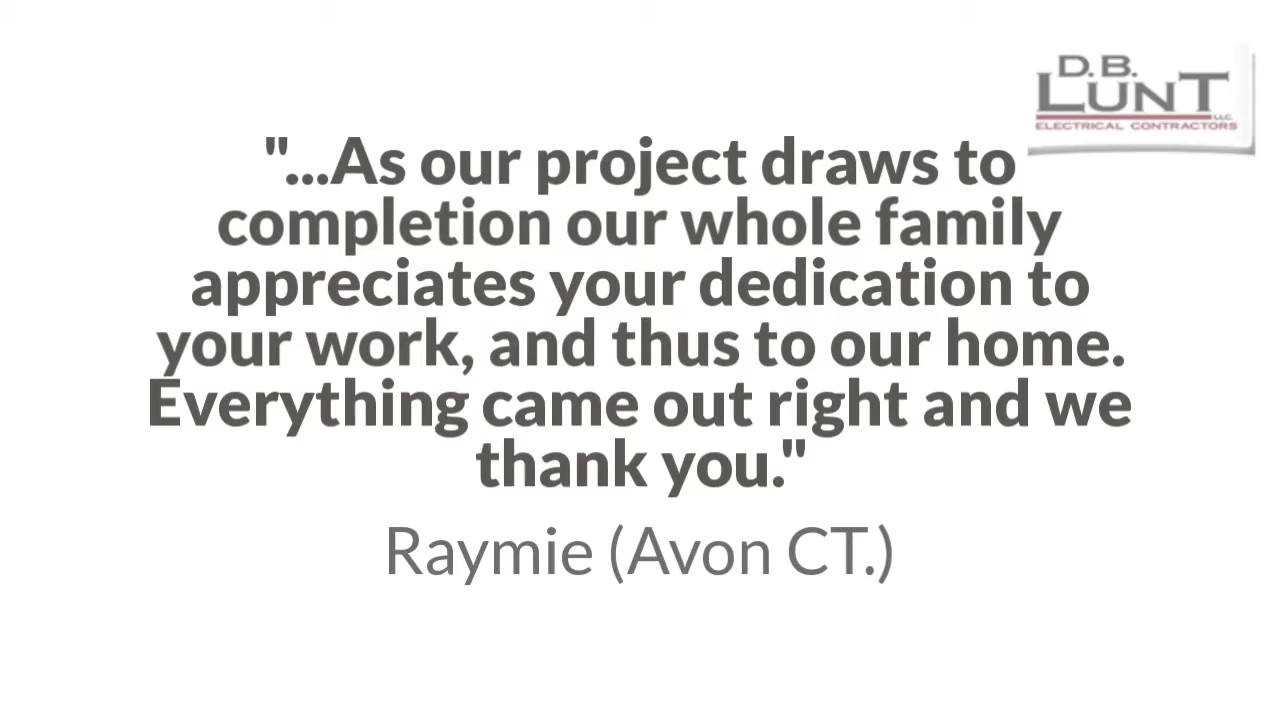 D.B.
LUNT LLC.
ELECTRICAL CONTRACTORS
"...As our project draws to
completion our whole family
appreciates your dedication to
your work, and thus to our home.
Everything came out right and we
thank you."
Raymie (Avon CT.)